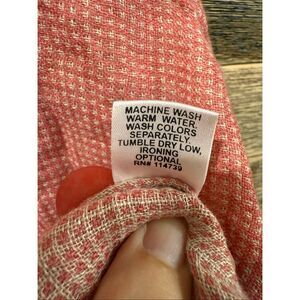 MACHINE WASH
WARM WATER,
WASH COLORS
SEPARATELY.
TUMBLE DRY LOW,
IRONING
OPTIONAL
RN# 114739